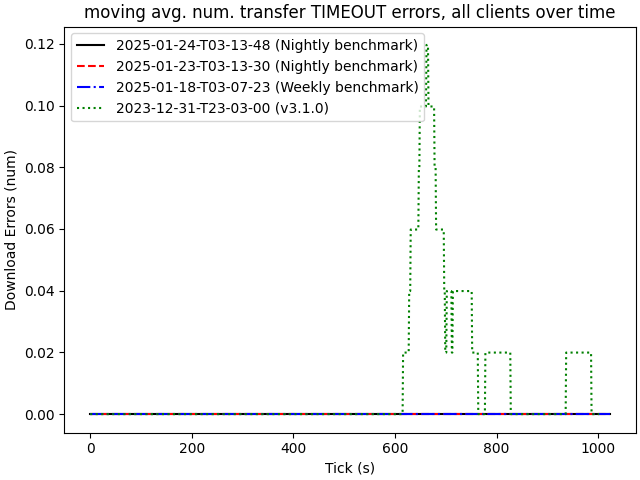 moving avg. num. transfer TIMEOUT errors, all clients over time
2025-01-24-T03-13-48 (Nightly benchmark)
2025-01-23-T03-13-30 (Nightly benchmark)
2025-01-18-T03-07-23 (Weekly benchmark)
2023-12-31-T23-03-00 (v3.1.0)
Download Errors (num)
0.12
0.10
0.08
0.06
0.04
0.02
0.00
0 200 400 600 800 1000
Tick (s)